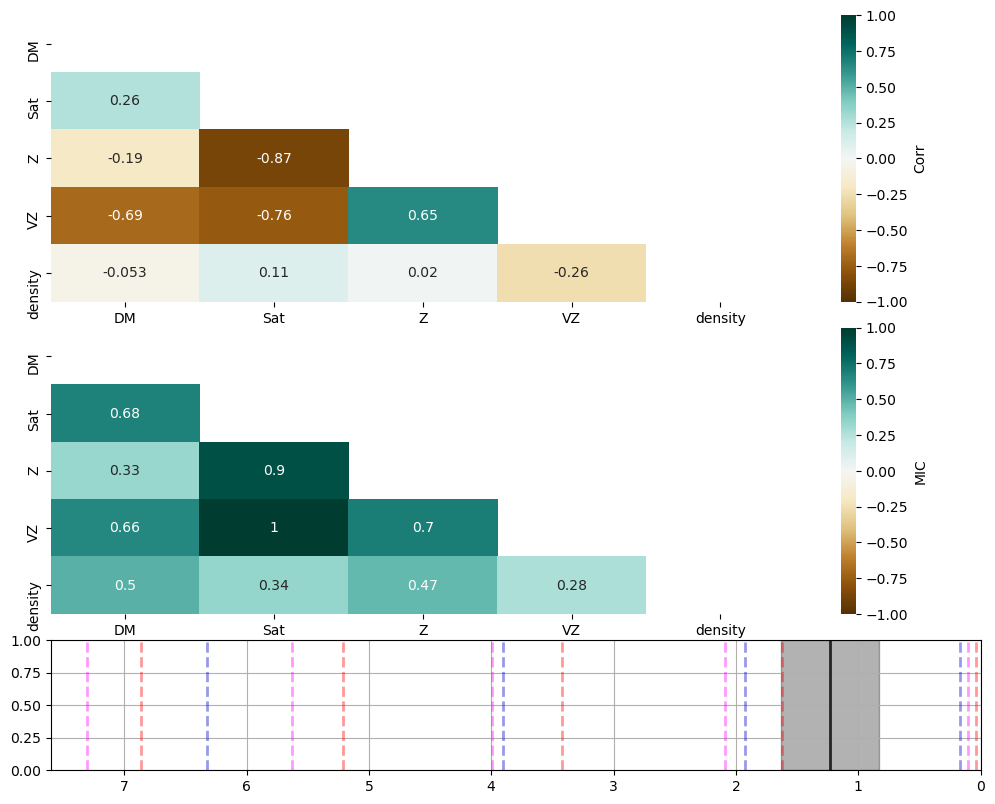 DM
Sat
0.26
Z
-0.19 -0.87
VZ
-0.69 -0.76 0.65
density
-0.053 0.11 0.02 -0.26
DM Sat Z VZ density
1.00
0.75
0.50
0.25
0.00
−0.25
−0.50
−0.75
−1.00
Corr
DM
Sat
0.68
Z
0.33 0.9
VZ
0.66 1 0.7
density
0.5 0.34 0.47 0.28
DM Sat Z VZ density
1.00
0.75
0.50
0.25
0.00
−0.25
−0.50
−0.75
−1.00
MIC
1.00
0.75
0.50
0.25
0.00
7 6 5 4 3 2 1 0